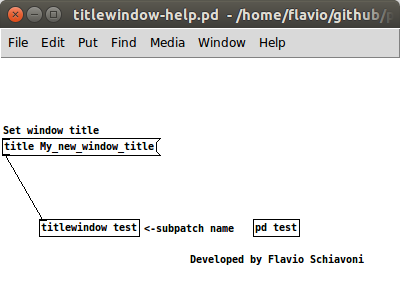 titlewindow-help.pd - /home/flavio/github/
File Edit Put Find Media Window Help
Set window title
title My_new_window_title
titlewindow test <-subpatch name pd test
Developed by Flavio Schiavoni